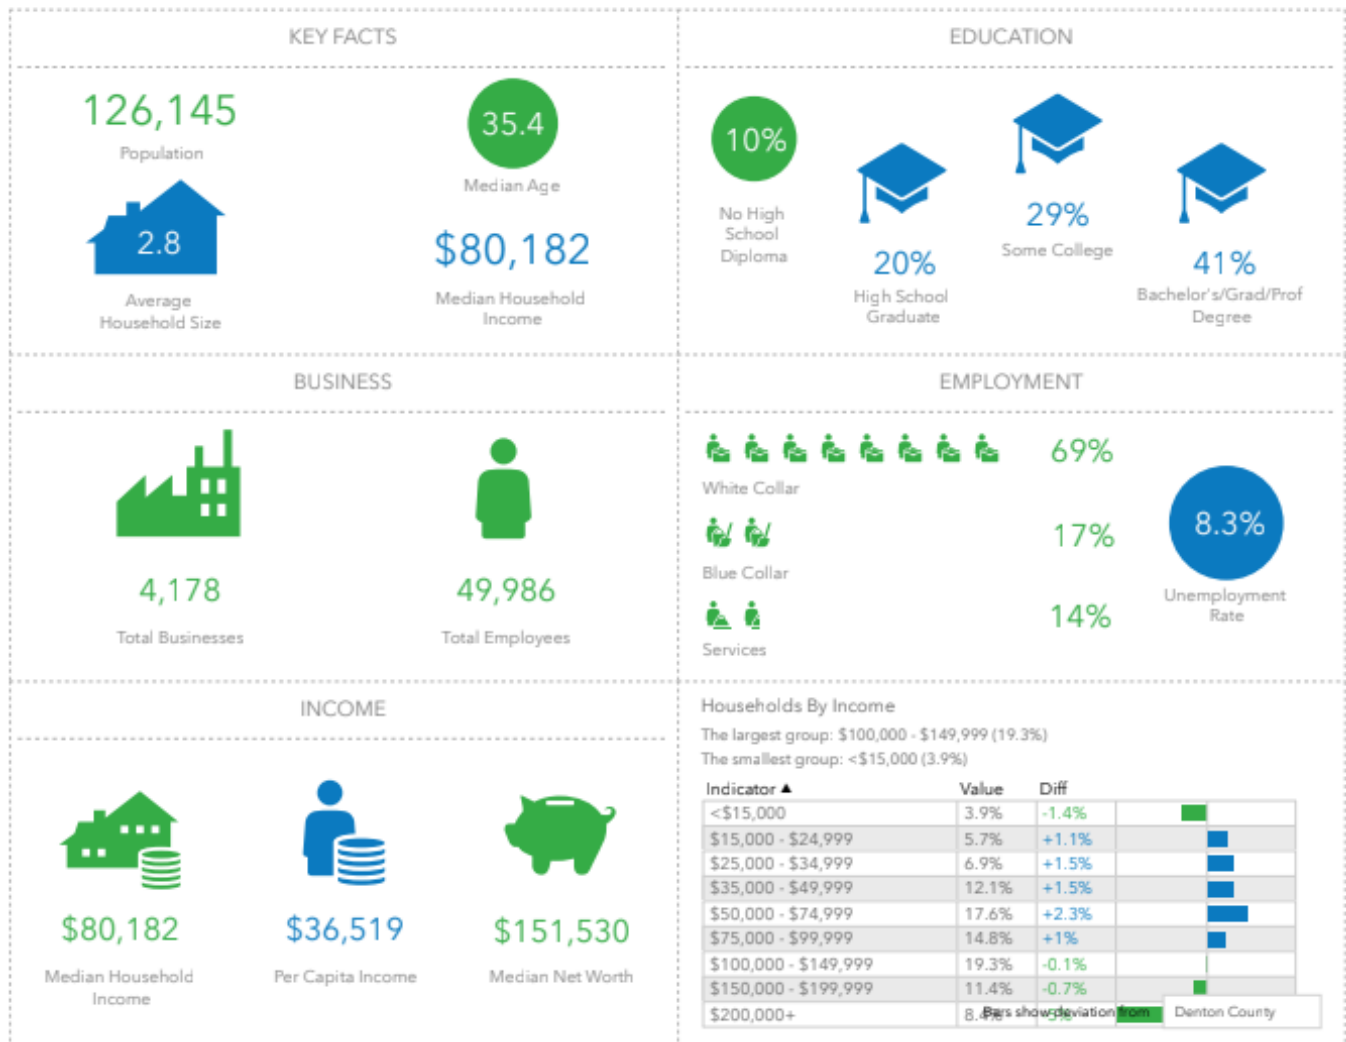 KEY FACTS
126,145
Population
35.4
Median Age
2.8
Average
Household Size
$80,182
Median Household
Income
EDUCATION
10%
No High
School
Diploma
20%
High School
Graduate
29%
Some College
41%
Bachelor's/Grad/Prof
Degree
BUSINESS
4,178
Total Businesses
49,986
Total Employees
EMPLOYMENT
69%
White Collar
17%
Blue Collar
14%
Services
8.3%
Unemployment
Rate
INCOME
$80,182
Median Household
Income
$36,519
Per Capita Income
$151,530
Median Net Worth
Households By Income
The largest group: $100,000 - $149,999 (19.3%)
The smallest group: <$15,000 (3.9%)
Indicator ▲ Value Diff
<$15,000 3.9% -1.4%
$15,000 - $24,999 5.7% +1.1%
$25,000 - $34,999 6.9% +1.5%
$35,000 - $49,999 12.1% +1.5%
$50,000 - $74,999 17.6% +2.3%
$75,000 - $99,999 14.8% +1%
$100,000 - $149,999 19.3% -0.1%
$150,000 - $199,999 11.4% -0.7%
$200,000+
Bars show deviation from Denton County